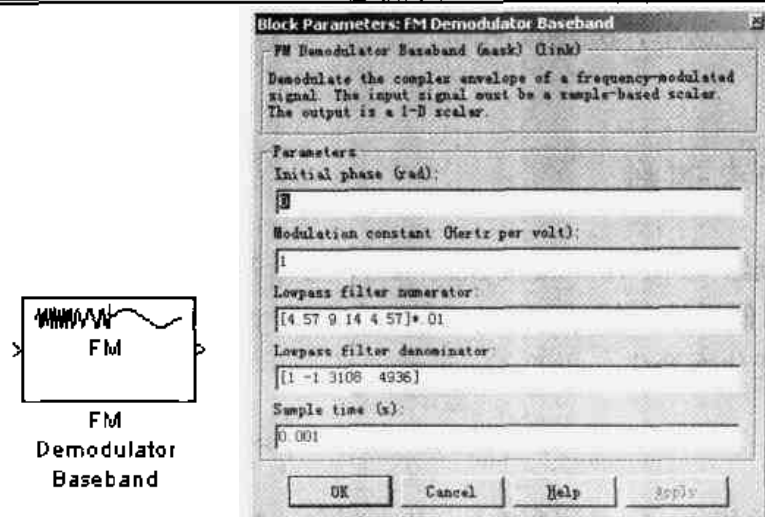 FM
FM
Demodulator
Baseband
Block Parameters: FM Demodulator Baseband
FM Demodulator Baseband (mask) (link)
Demodulate the complex envelope of a frequency-modulated
signal. The input signal must be a sample-based scalar.
The output is a 1-D scalar.
Parameters
Initial phase (rad):
0
Modulation constant (Hertz per volt):
1
Lowpass filter numerator:
[4.57 9.14 4.57]*.01
Lowpass filter denominator:
[1 -1.3108 .4936]
Sample time (s):
0.001
OK
Cancel
Help
Apply